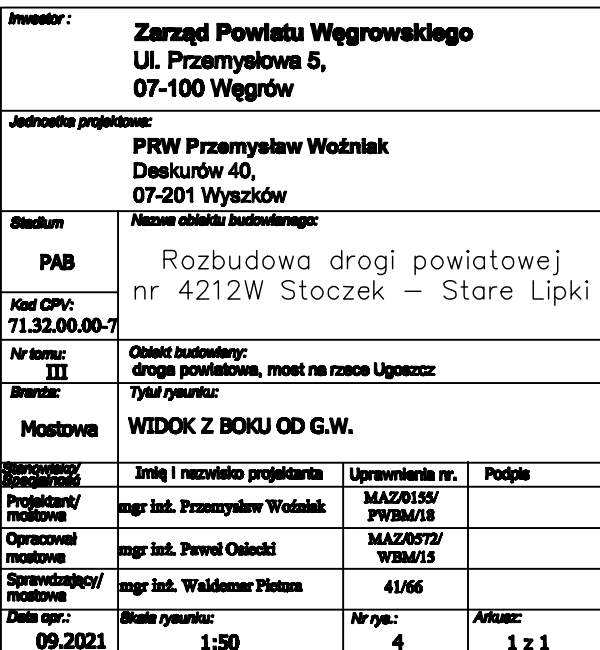 Inwestor :
Zarząd Powiatu Węgrowskiego
Ul. Przemysłowa 5,
07-100 Węgrów
Jednostka projektowa:
PRW Przemysław Woźniak
Deskurów 40,
07-201 Wyszków
Stadium
PAB
Nazwa obiektu budowlanego:
Rozbudowa drogi powiatowej
nr 4212W Stoczek – Stare Lipki
Kod CPV:
71.32.00.00-7
Nr tomu:
III
Obiekt budowlany:
droga powiatowa, most na rzece Ugoszcz
Branża:
Mostowa
Tytuł rysunku:
WIDOK Z BOKU OD G.W.
Stanowisko/
Specjalność
Imię i nazwisko projektanta
Uprawnienia nr.
Podpis
Projektant/
mostowa
mgr inż. Przemysław Woźniak
MAZ/0155/
PWBM/18
Opracował
mostowa
mgr inż. Paweł Osiecki
MAZ/0572/
WBM/15
Sprawdzający/
mostowa
mgr inż. Waldemar Pietura
41/66
Data opr.:
09.2021
Skala rysunku:
1:50
Nr rys.:
4
Arkusz:
1 z 1